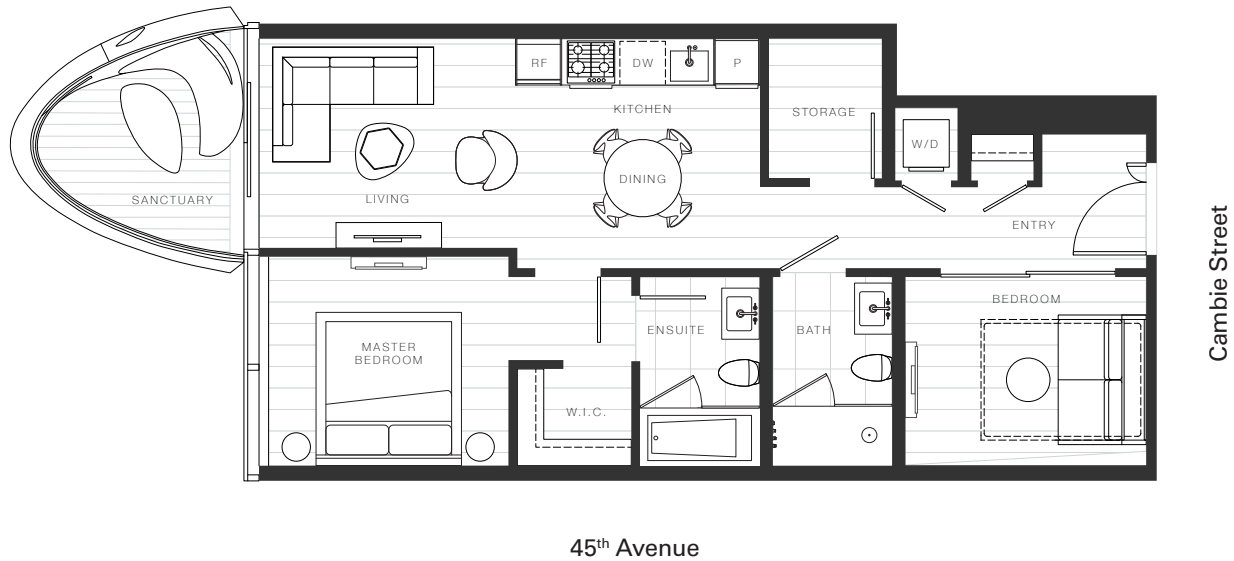 RF
DW
P
KITCHEN
STORAGE
W/D
DINING
SANCTUARY
LIVING
ENTRY
MASTER
BEDROOM
ENSUITE
BATH
BEDROOM
W.I.C.
Cambie Street
45th Avenue